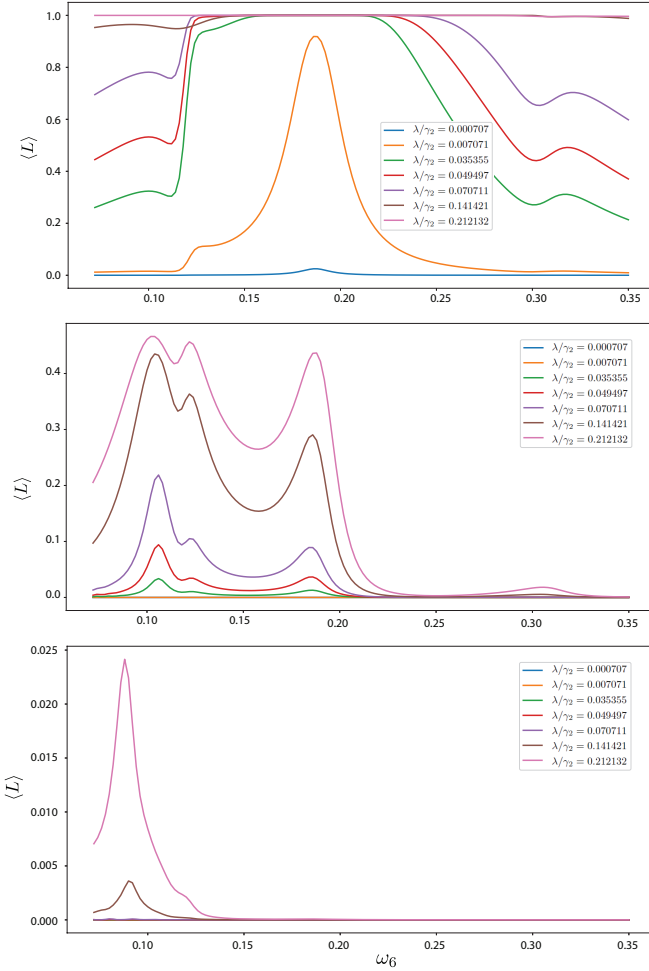 1.0
0.8
0.6
0.4
0.2
0.0
⟨L⟩
λ/γ₂ = 0.000707
λ/γ₂ = 0.007071
λ/γ₂ = 0.035355
λ/γ₂ = 0.049497
λ/γ₂ = 0.070711
λ/γ₂ = 0.141421
λ/γ₂ = 0.212132
0.10 0.15 0.20 0.25 0.30 0.35
0.4
0.3
0.2
0.1
0.0
⟨L⟩
λ/γ₂ = 0.000707
λ/γ₂ = 0.007071
λ/γ₂ = 0.035355
λ/γ₂ = 0.049497
λ/γ₂ = 0.070711
λ/γ₂ = 0.141421
λ/γ₂ = 0.212132
0.10 0.15 0.20 0.25 0.30 0.35
0.025
0.020
0.015
0.010
0.005
0.000
⟨L⟩
λ/γ₂ = 0.000707
λ/γ₂ = 0.007071
λ/γ₂ = 0.035355
λ/γ₂ = 0.049497
λ/γ₂ = 0.070711
λ/γ₂ = 0.141421
λ/γ₂ = 0.212132
0.10 0.15 0.20 0.25 0.30 0.35
ω₆